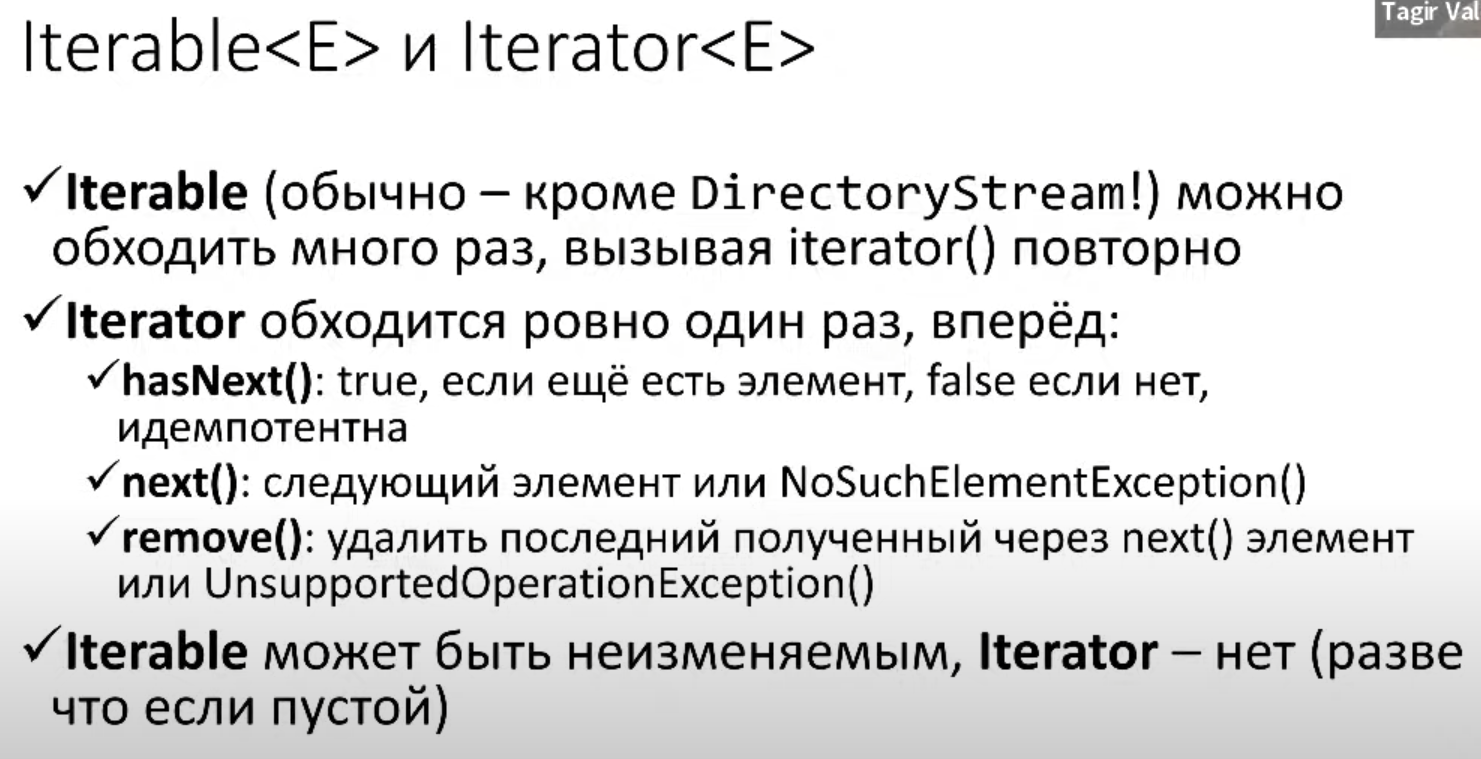 Tagir Val
Iterable<E> и Iterator<E>
✓Iterable (обычно – кроме DirectoryStream!) можно
обходить много раз, вызывая iterator() повторно
✓Iterator обходится ровно один раз, вперёд:
✓hasNext(): true, если ещё есть элемент, false если нет,
идемпотентна
✓next(): следующий элемент или NoSuchElementException()
✓remove(): удалить последний полученный через next() элемент
или UnsupportedOperationException()
✓Iterable может быть неизменяемым, Iterator – нет (разве
что если пустой)